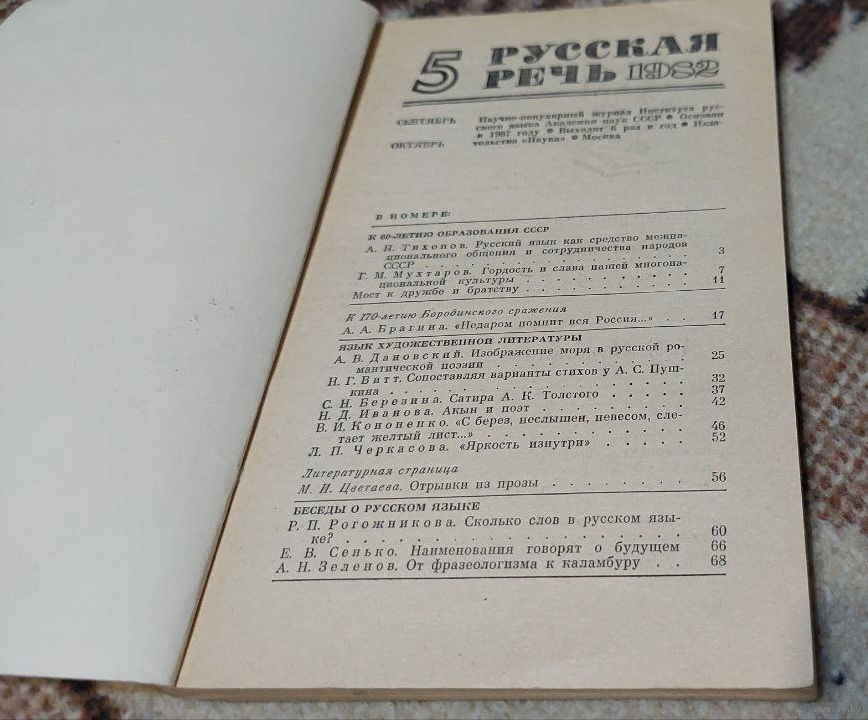 5 РУССКАЯ
РЕЧЬ 1982
СЕНТЯБРЬ
ОКТЯБРЬ
Научно-популярный журнал Института рус-
ского языка Академии наук СССР • Основан
в 1967 году • Выходит 6 раз в год • Изда-
тельство «Наука» • Москва
В НОМЕРЕ:
К 60-ЛЕТИЮ ОБРАЗОВАНИЯ СССР
А. Н. Тихонов. Русский язык как средство межна-
ционального общения и сотрудничества народов
СССР . . . . . . . . . . . . . . . 3
Г. М. Мухтаров. Гордость и слава нашей многона-
циональной культуры . . . . . . . . . . 7
Мост к дружбе и братству . . . . . . . . . . 11
К 170-летию Бородинского сражения
А. А. Брагина. «Недаром помнит вся Россия...» . . 17
ЯЗЫК ХУДОЖЕСТВЕННОЙ ЛИТЕРАТУРЫ
А. В. Дановский. Изображение моря в русской ро-
мантической поэзии . . . . . . . . . . 25
Н. Г. Витт. Сопоставляя варианты стихов у А. С. Пуш-
кина . . . . . . . . . . . . . . . 32
С. Н. Березина. Сатира А. К. Толстого . . . . . 37
Н. Д. Иванова. Акын и поэт . . . . . . . . 42
В. И. Кононенко. «С берез, неслышен, невесом, сле-
тает желтый лист...» . . . . . . . . . . 46
Л. П. Черкасова. «Яркость изнутри» . . . . . 52
Литературная страница
М. И. Цветаева. Отрывки из прозы . . . . . . . 56
БЕСЕДЫ О РУССКОМ ЯЗЫКЕ
Р. П. Рогожникова. Сколько слов в русском язы-
ке? . . . . . . . . . . . . . . . . 60
Е. В. Сенько. Наименования говорят о будущем 66
А. Н. Зеленов. От фразеологизма к каламбуру . . 68
www.ay.by